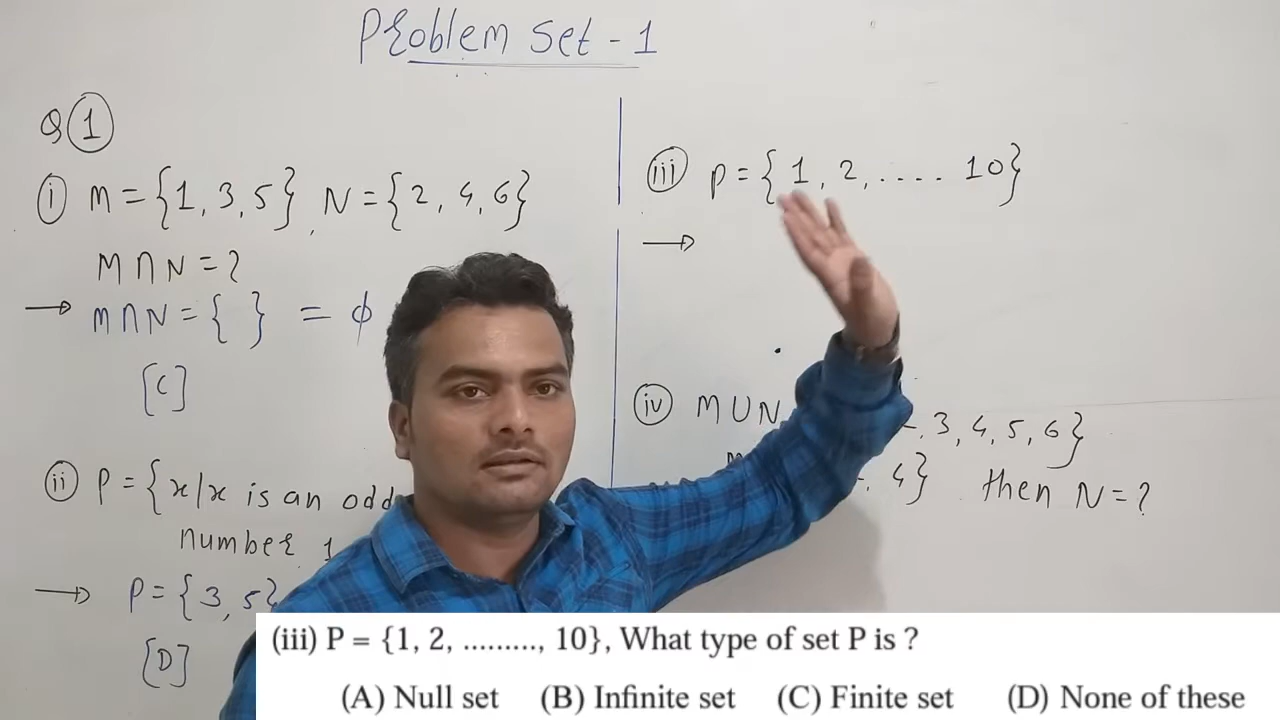 Problem Set - 1
Q ①
ⓘ M = {1, 3, 5} , N = {2, 4, 6}
M ∩ N = ?
→ M ∩ N = { } = ϕ
[C]
ⓘⓘ P = {x/x is an odd
number 1
→ P = {3, 5}
[D]
ⓘⓘⓘ P = {1, 2, .... 10}
→
ⓘⓥ M ∪ N , 3, 4, 5, 6}
, 4} then N = ?
(iii) P = {1, 2, ........., 10}, What type of set P is ?
(A) Null set (B) Infinite set (C) Finite set (D) None of these